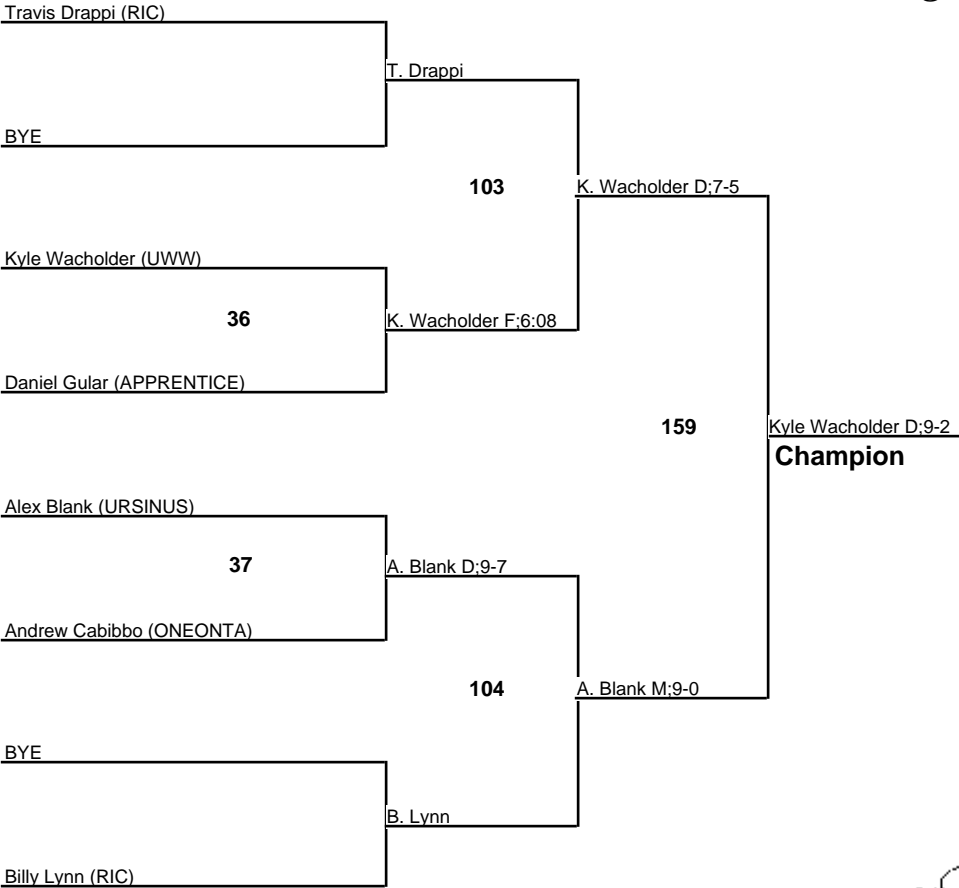 Travis Drappi (RIC)
T. Drappi
BYE
103
K. Wacholder D;7-5
Kyle Wacholder (UWW)
36
K. Wacholder F;6:08
Daniel Gular (APPRENTICE)
159
Kyle Wacholder D;9-2
Champion
Alex Blank (URSINUS)
37
A. Blank D;9-7
Andrew Cabibbo (ONEONTA)
104
A. Blank M;9-0
BYE
B. Lynn
Billy Lynn (RIC)